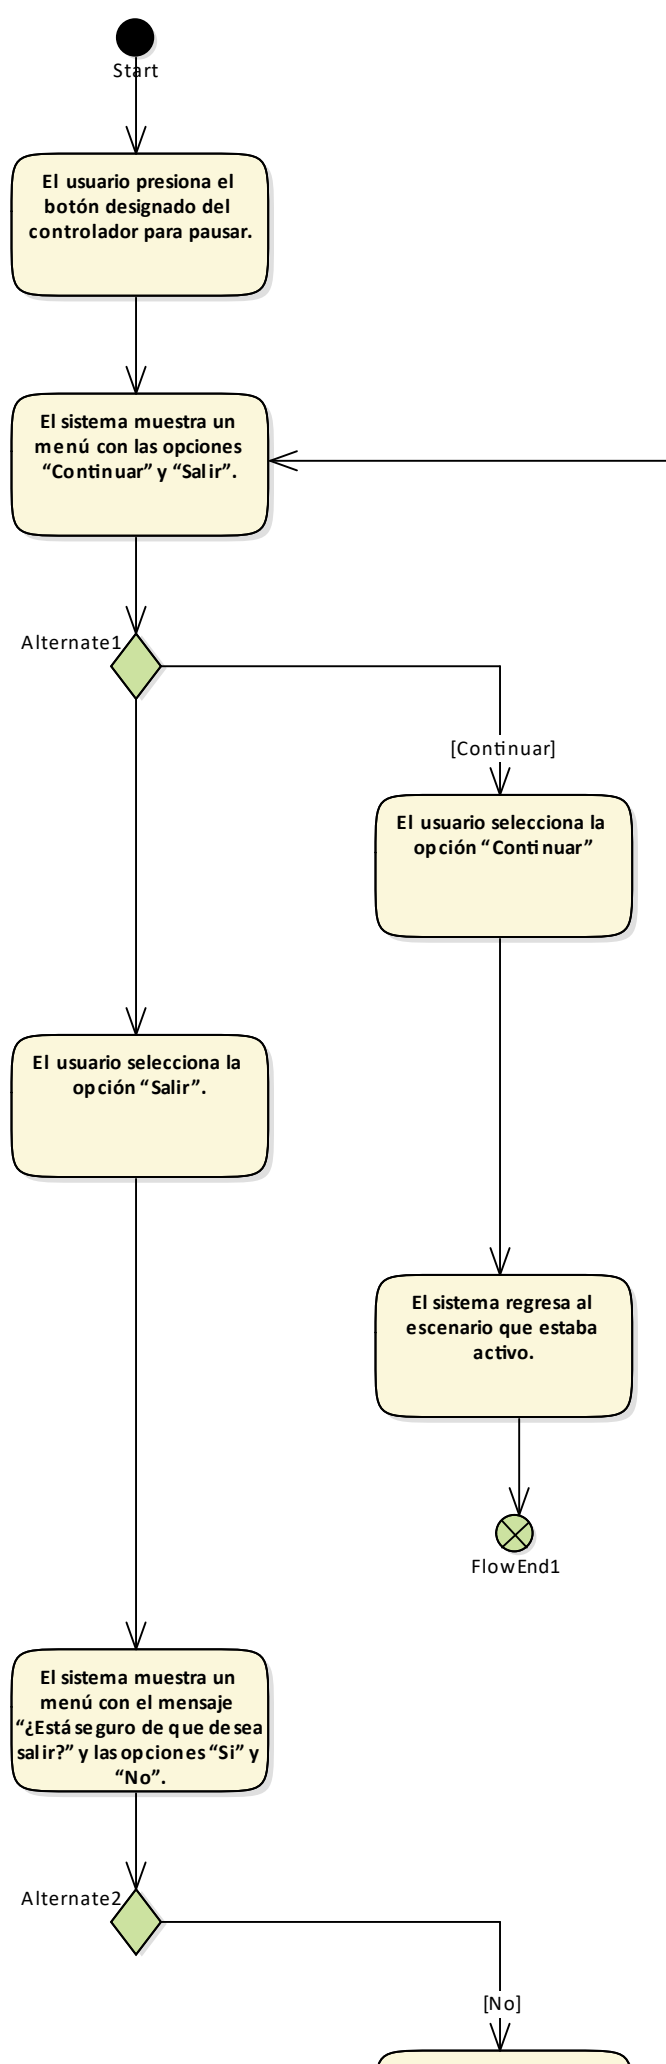 Start
El usuario presiona el
botón designado del
controlador para pausar.
El sistema muestra un
menú con las opciones
“Continuar” y “Salir”.
Alternate1
[Continuar]
El usuario selecciona la
opción “Continuar”
El usuario selecciona la
opción “Salir”.
El sistema regresa al
escenario que estaba
activo.
FlowEnd1
El sistema muestra un
menú con el mensaje
“¿Está seguro de que desea
salir?” y las opciones “Si” y
“No”.
Alternate2
[No]